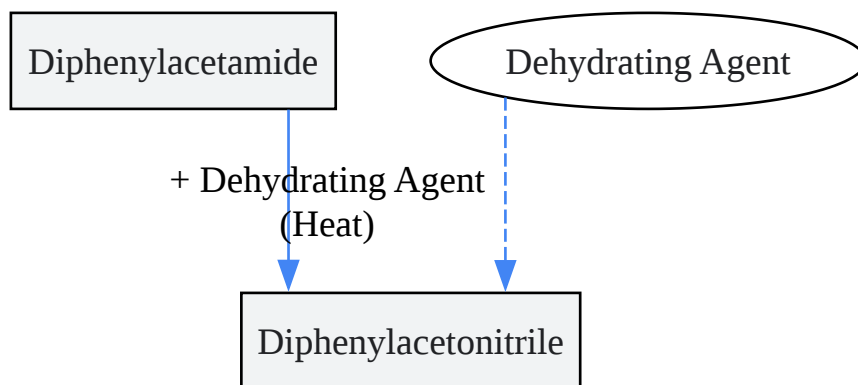 Diphenylacetamide
Dehydrating Agent
+ Dehydrating Agent
(Heat)
Diphenylacetonitrile